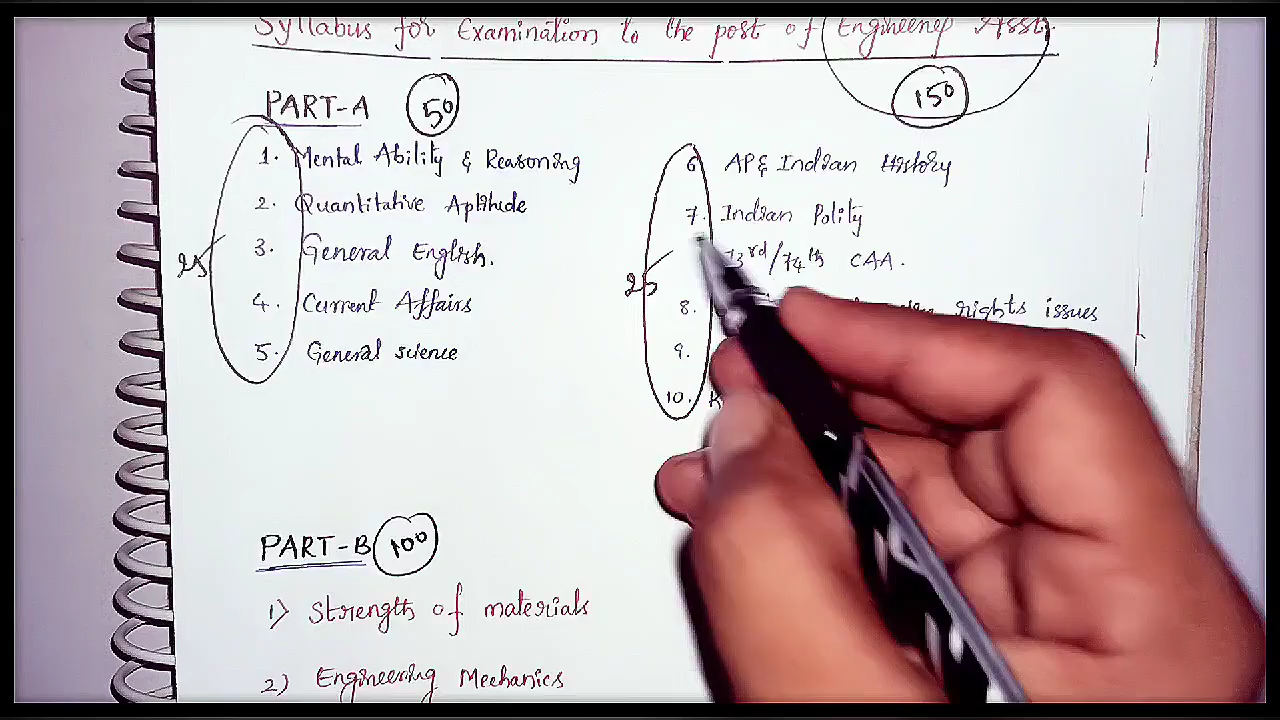 Syllabus for Examination to the post of Engineering Asst.
150
PART-A 50
1. Mental Ability & Reasoning
2. Quantitative Aptitude
3. General English.
4. Current Affairs
5. General science
25
6 AP & Indian History
7. Indian Polity
73rd/74th CAA.
8. rights issues
9.
10. K
25
PART-B 100
1) Strength of materials
2) Engineering Mechanics